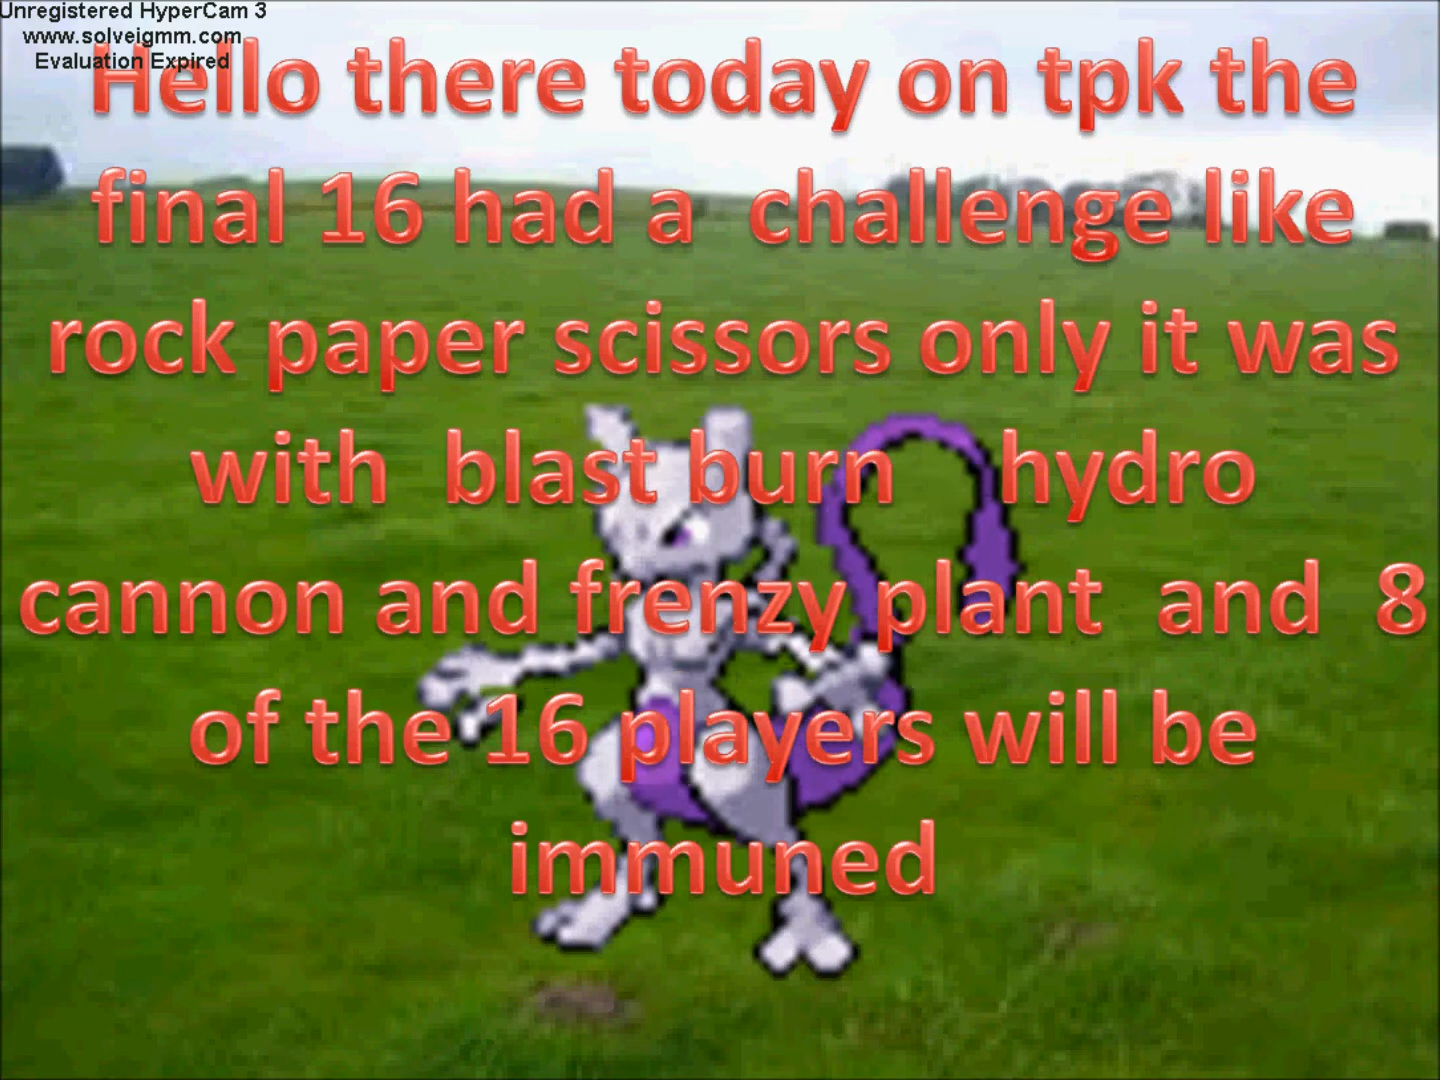 Unregistered HyperCam 3
www.solveigmm.com
Evaluation Expired
Hello there today on tpk the
final 16 had a challenge like
rock paper scissors only it was
with blast burn hydro
cannon and frenzy plant and 8
of the 16 players will be
immuned